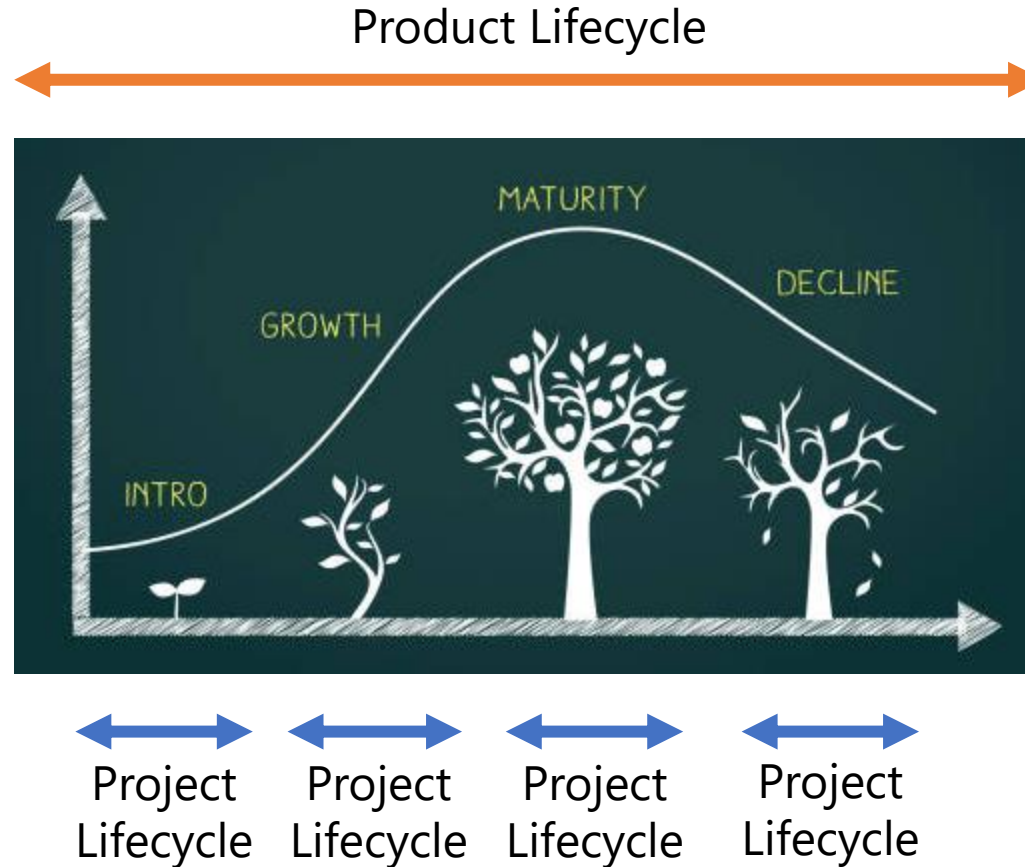 Product Lifecycle
MATURITY
DECLINE
GROWTH
INTRO
Project
Lifecycle
Project
Lifecycle
Project
Lifecycle
Project
Lifecycle